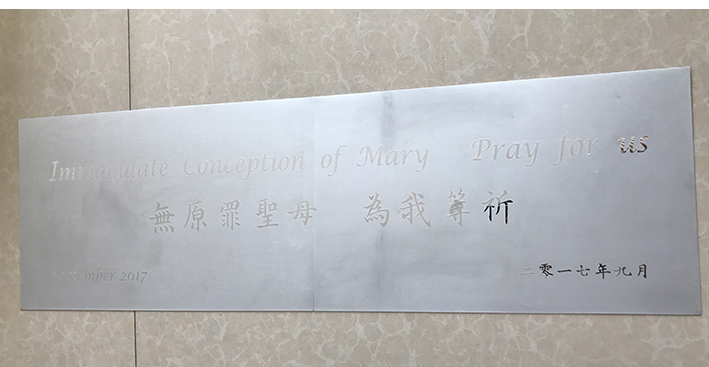 Immaculate Conception of Mary Pray for us
無原罪聖母 為我等祈
September 2017
二零一七年九月